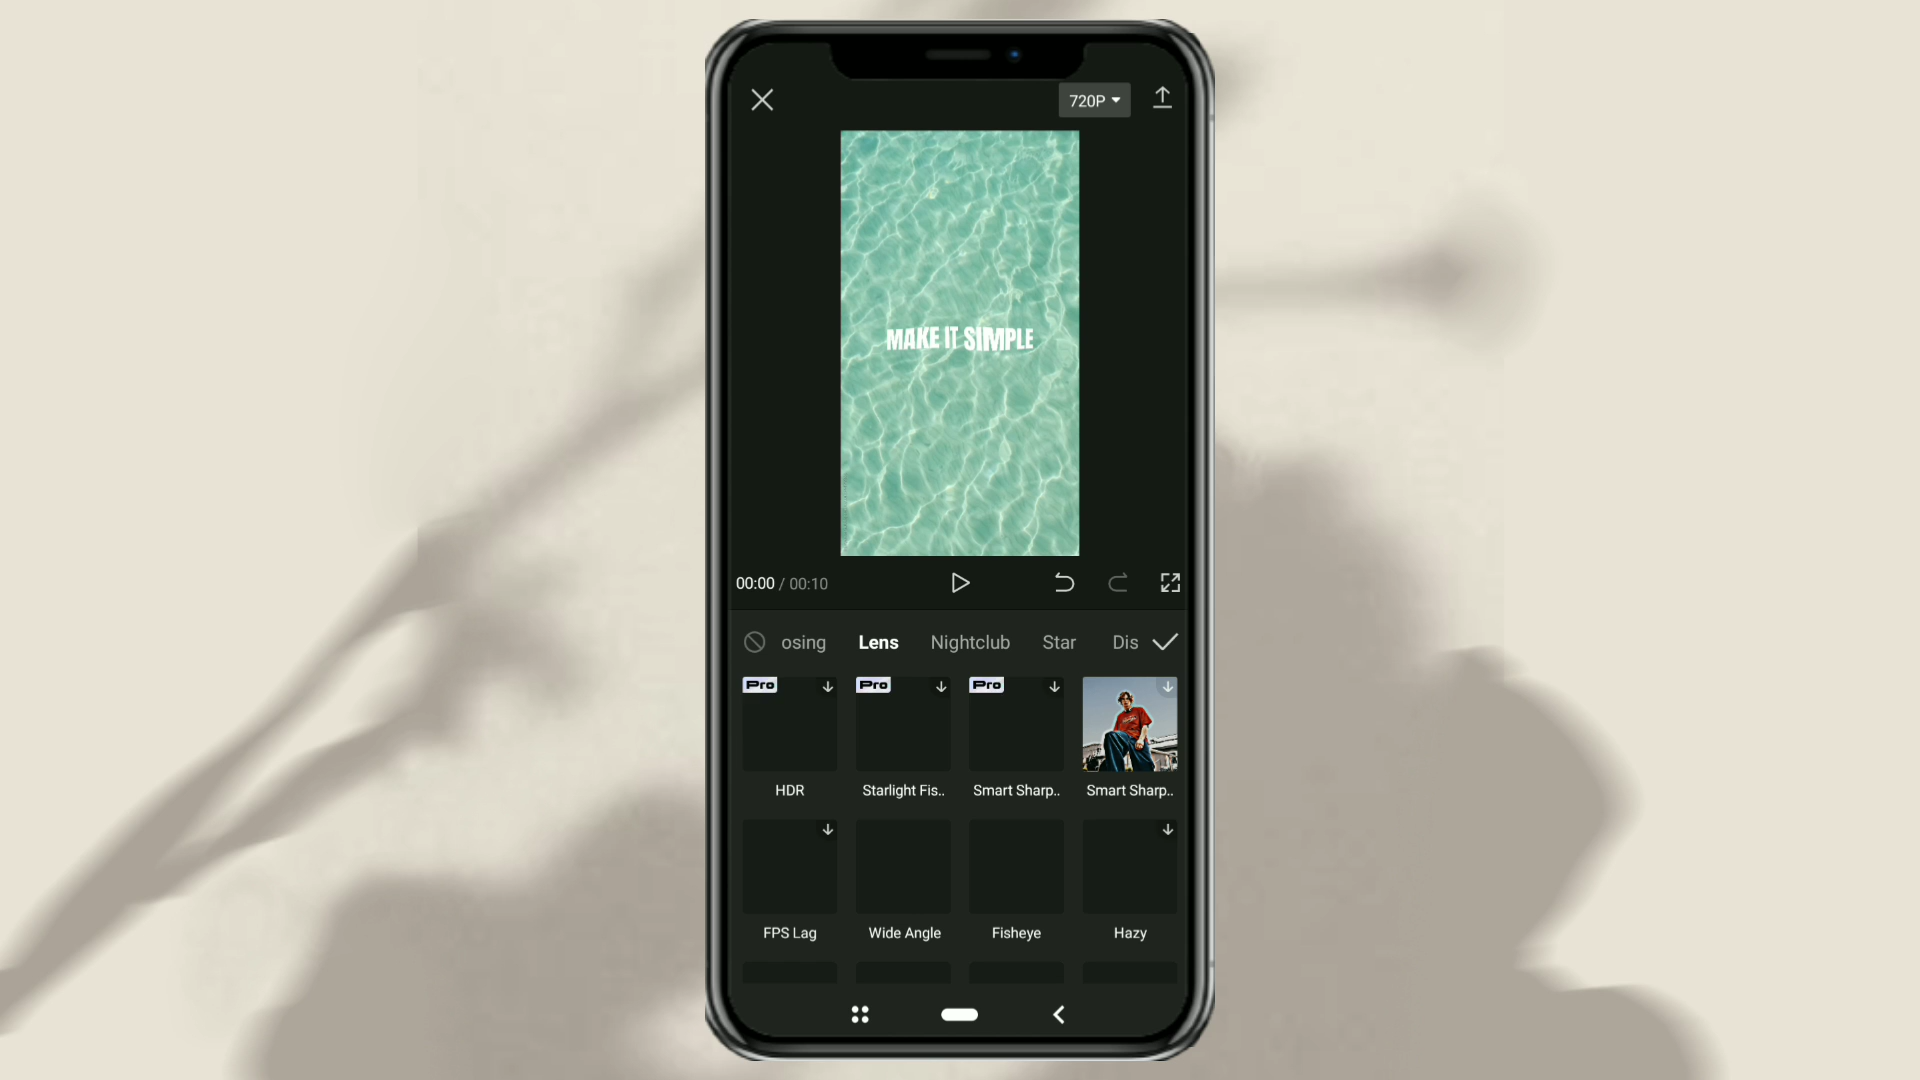 720P
MAKE IT SIMPLE
00:00 / 00:10
osing Lens Nightclub Star Dis
Pro Pro Pro
HDR Starlight Fis.. Smart Sharp.. Smart Sharp..
FPS Lag Wide Angle Fisheye Hazy